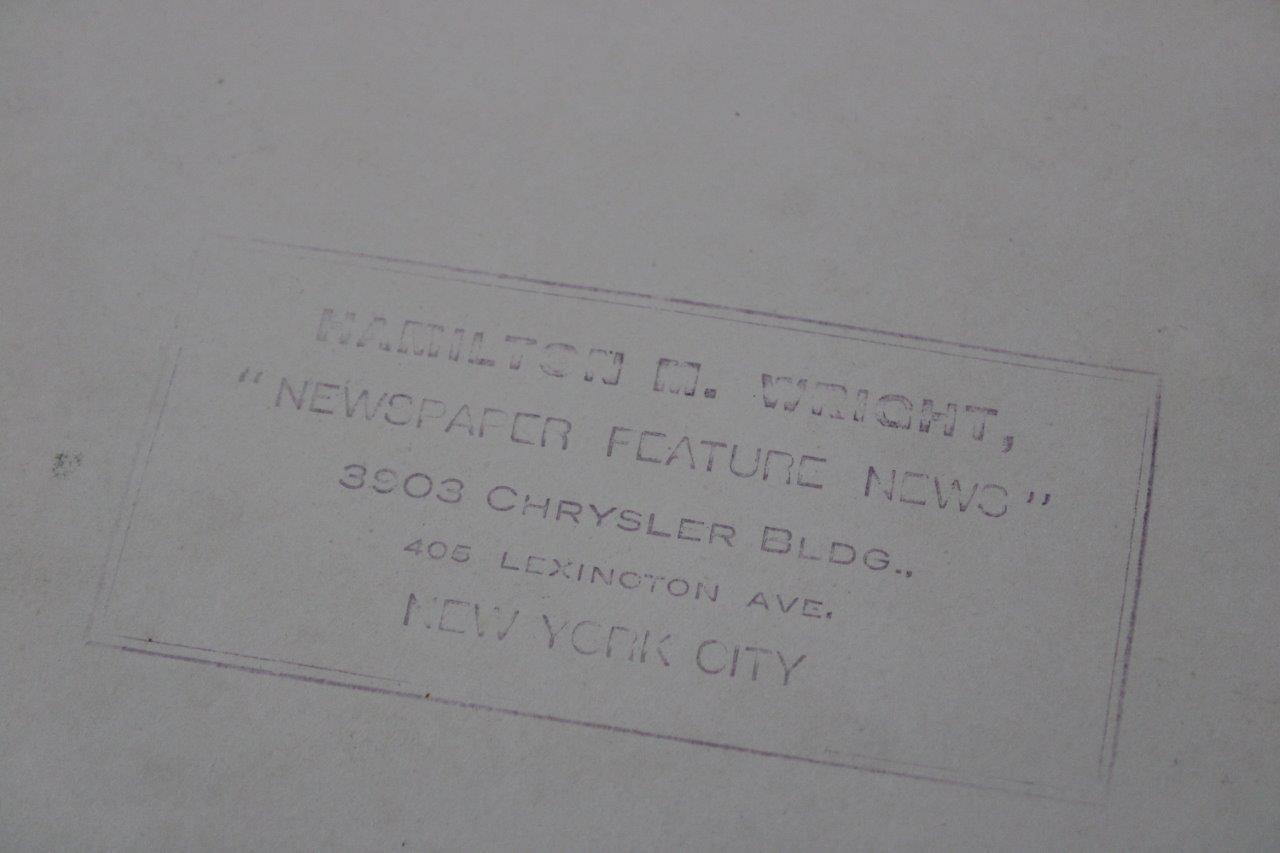 HAMILTON M. WRIGHT,
"NEWSPAPER FEATURE NEWS"
3903 CHRYSLER BLDG.,
405 LEXINGTON AVE.
NEW YORK CITY